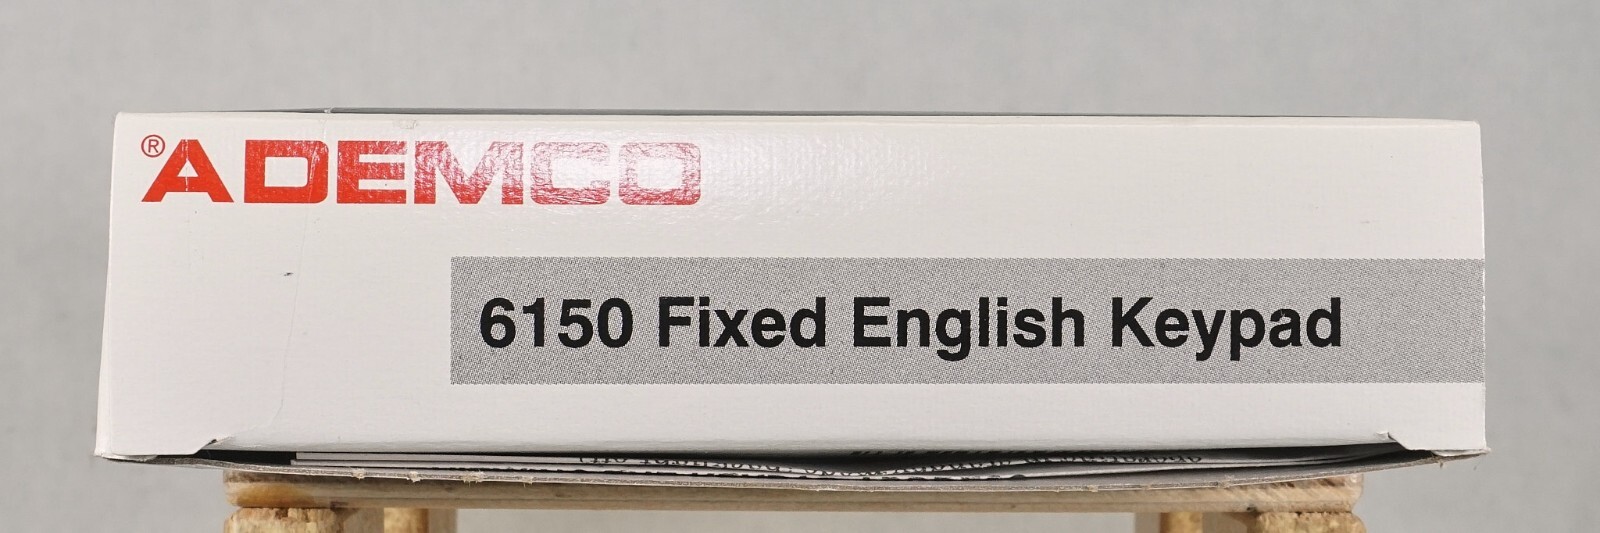 ®ADEMCO
6150 Fixed English Keypad